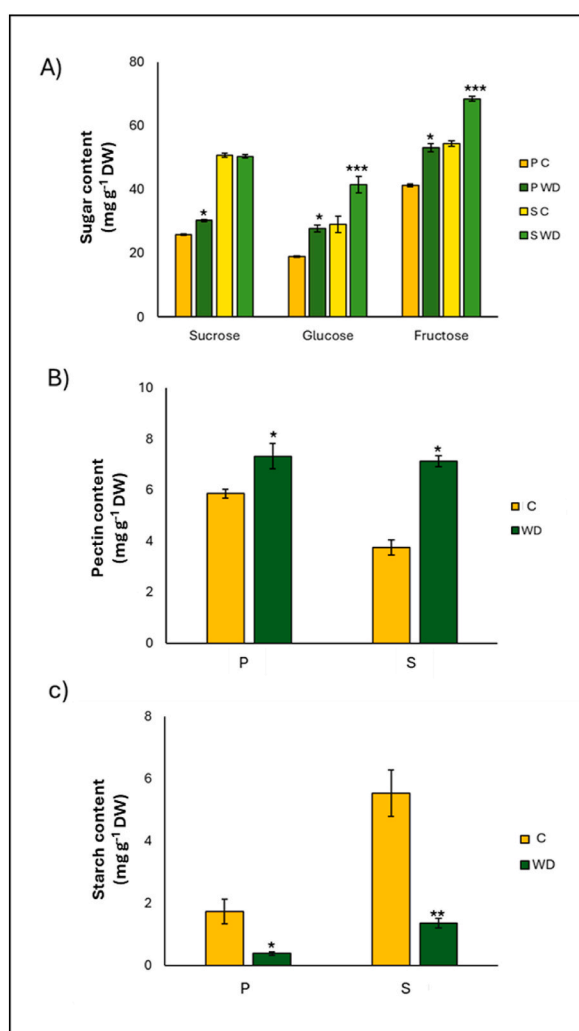 A)
Sugar content
(mg g⁻¹ DW)
80
60
40
20
0
*
*
***
*
***
Sucrose Glucose Fructose
P C
P WD
S C
S WD
B)
Pectin content
(mg g⁻¹ DW)
10
8
6
4
2
0
*
*
P S
C
WD
c)
Starch content
(mg g⁻¹ DW)
8
6
4
2
0
*
**
P S
C
WD